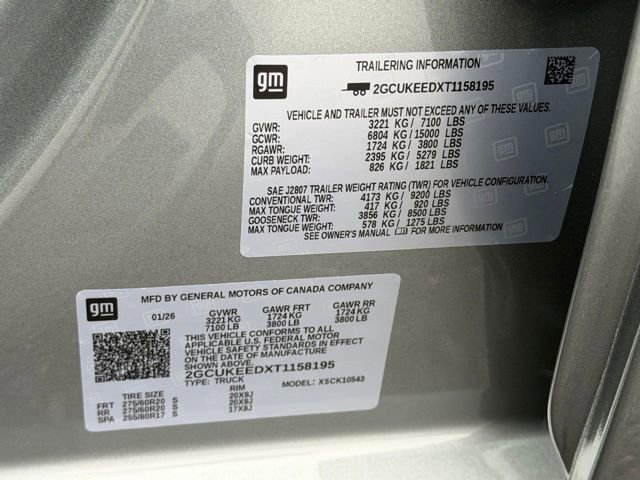 gm
TRAILERING INFORMATION
2GCUKEEDXT1158195
VEHICLE AND TRAILER MUST NOT EXCEED ANY OF THESE VALUES.
GVWR: 3221 KG / 7100 LBS
GCWR: 6804 KG / 15000 LBS
RGAWR: 1724 KG / 3800 LBS
CURB WEIGHT: 2395 KG / 5279 LBS
MAX PAYLOAD: 826 KG / 1821 LBS
SAE J2807 TRAILER WEIGHT RATING (TWR) FOR VEHICLE CONFIGURATION.
CONVENTIONAL TWR: 4173 KG / 9200 LBS
MAX TONGUE WEIGHT: 417 KG / 920 LBS
GOOSENECK TWR: 3856 KG / 8500 LBS
MAX TONGUE WEIGHT: 578 KG / 1275 LBS
SEE OWNER'S MANUAL FOR MORE INFORMATION
gm
MFD BY GENERAL MOTORS OF CANADA COMPANY
01/26 GVWR GAWR FRT GAWR RR
3221KG 1724 KG 1724 KG
7100 LB 3800 LB 3800 LB
THIS VEHICLE CONFORMS TO ALL
APPLICABLE U.S. FEDERAL MOTOR
VEHICLE SAFETY STANDARDS IN EFFECT
ON THE DATE OF MANUFACTURE
SHOWN ABOVE.
2GCUKEEDXT1158195
TYPE: TRUCK MODEL: X5CK10543
TIRE SIZE RIM
FRT 275/60R20 S 20X9J
RR 275/60R20 S 20X9J
SPA 255/80R17 S 17X8J